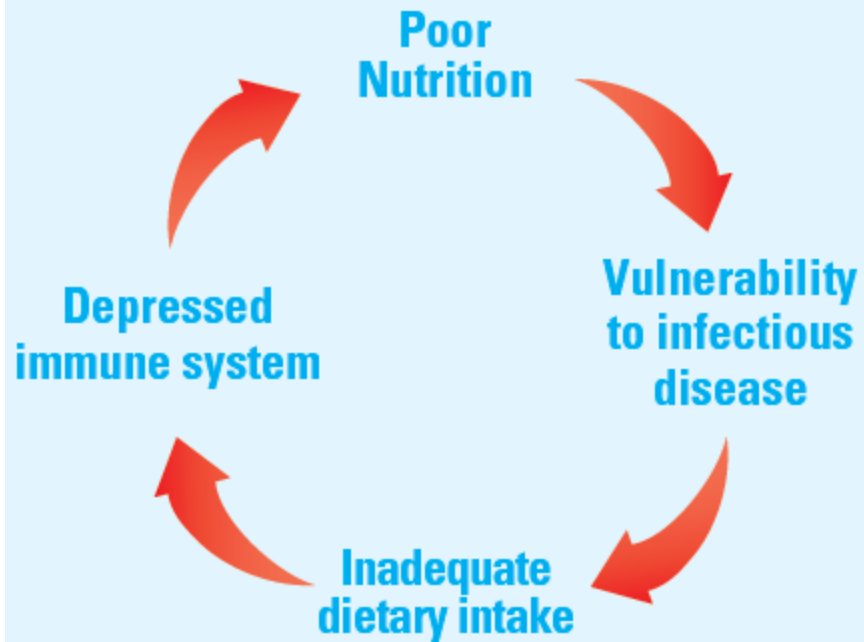 Poor
Nutrition
Vulnerability
to infectious
disease
Inadequate
dietary intake
Depressed
immune system